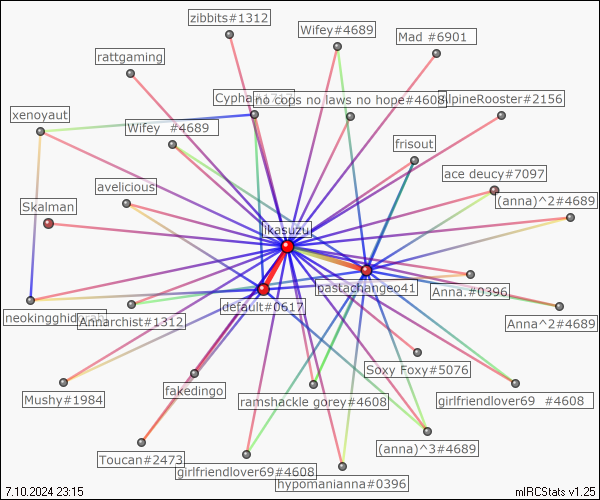 zibbits#1312
Wifey#4689
Mad #6901
rattgaming
Cypha#1717
no cops no laws no hope#4608
AlpineRooster#2156
xenoyaut
Wifey #4689
frisout
ace deucy#7097
avelicious
(anna)^2#4689
Skalman
ikasuzu
pastachangeo41
Anna.#0396
default#0617
neokingghidorah
Annarchist#1312
Anna^2#4689
Soxy Foxy#5076
fakedingo
Mushy#1984
ramshackle gorey#4608
girlfriendlover69 #4608
(anna)^3#4689
Toucan#2473
girlfriendlover69#4608
hypomanianna#0396
7.10.2024 23:15
mIRCStats v1.25